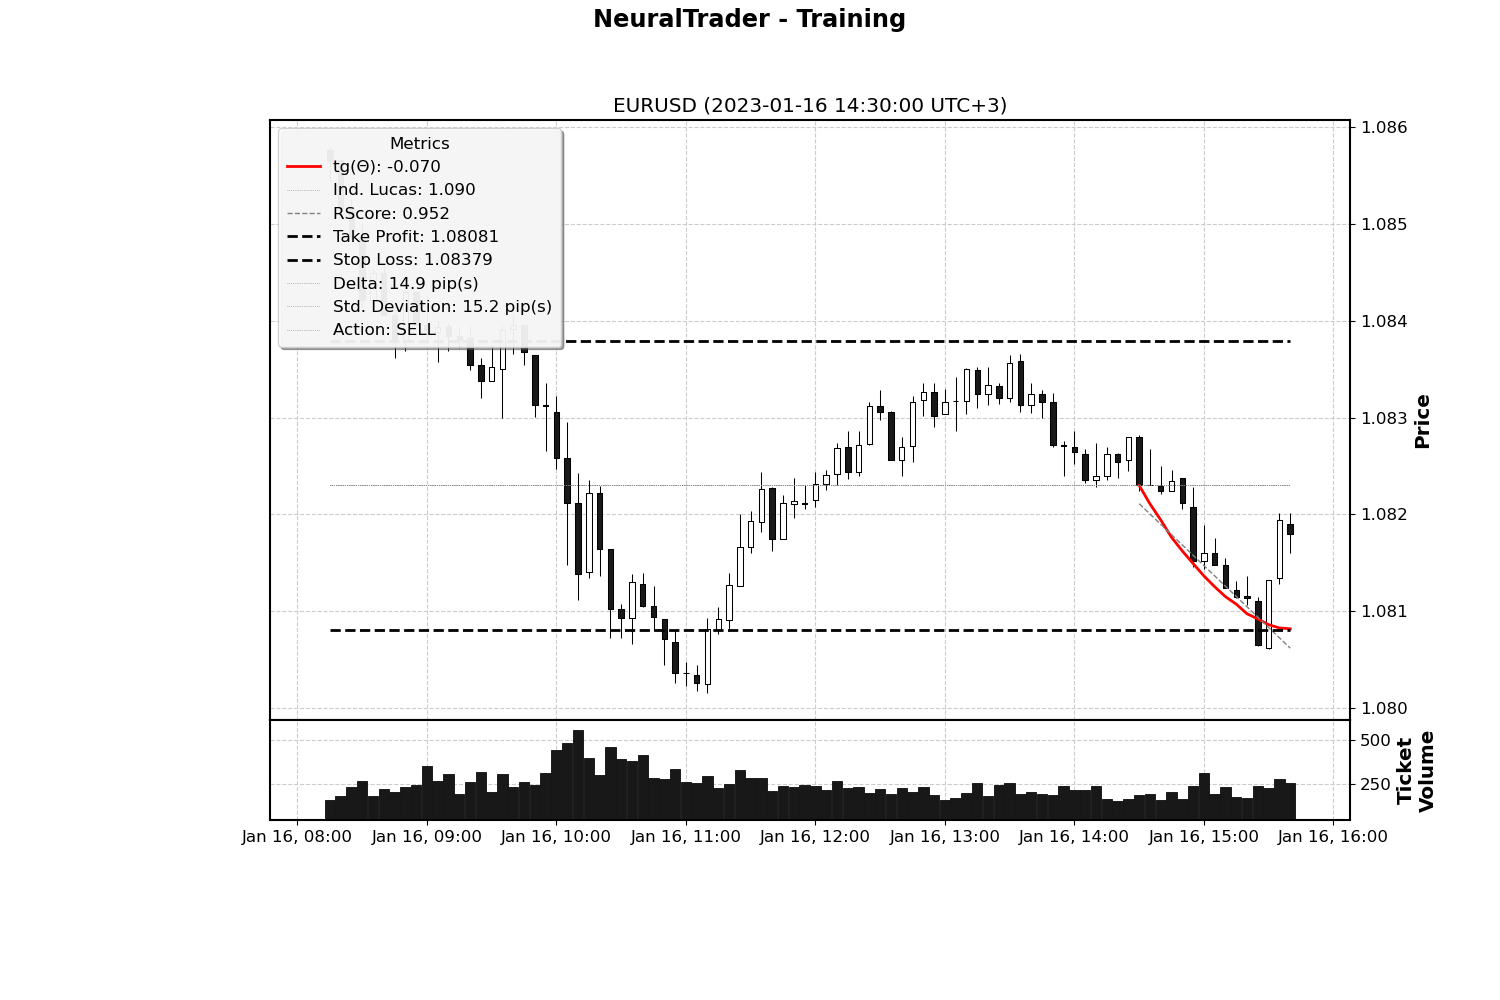 NeuralTrader - Training
EURUSD (2023-01-16 14:30:00 UTC+3)
Metrics
tg(Θ): -0.070
Ind. Lucas: 1.090
RScore: 0.952
Take Profit: 1.08081
Stop Loss: 1.08379
Delta: 14.9 pip(s)
Std. Deviation: 15.2 pip(s)
Action: SELL
1.086
1.085
1.084
1.083
1.082
1.081
1.080
Price
500
250
Ticket
Volume
Jan 16, 08:00
Jan 16, 09:00
Jan 16, 10:00
Jan 16, 11:00
Jan 16, 12:00
Jan 16, 13:00
Jan 16, 14:00
Jan 16, 15:00
Jan 16, 16:00